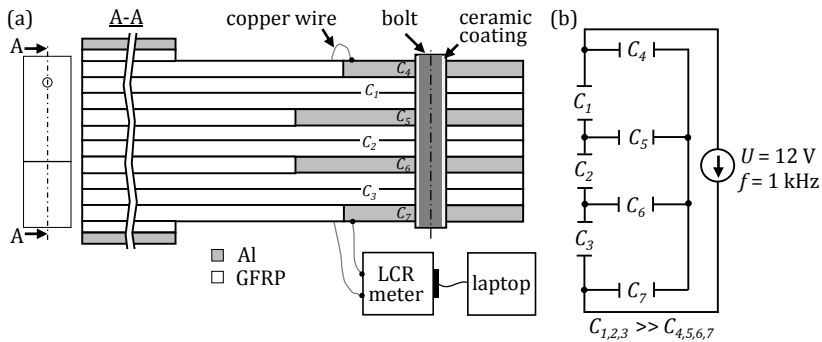 (a)
A-A
copper wire
bolt
ceramic
coating
(b)
A
C4
C1
C5
C2
C6
C3
C7
A
Al
GFRP
LCR
meter
laptop
C4
C1
C5
C2
C6
C3
C7
U = 12 V
f = 1 kHz
C1,2,3 >> C4,5,6,7